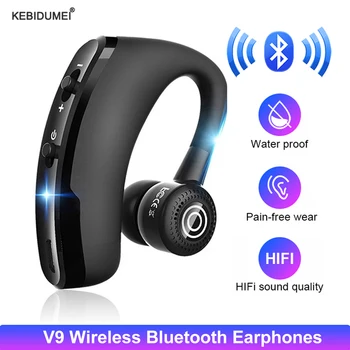 KEBIDUMEI
Water proof
Pain-free wear
HIFI
HIFi sound quality
V9 Wireless Bluetooth Earphones